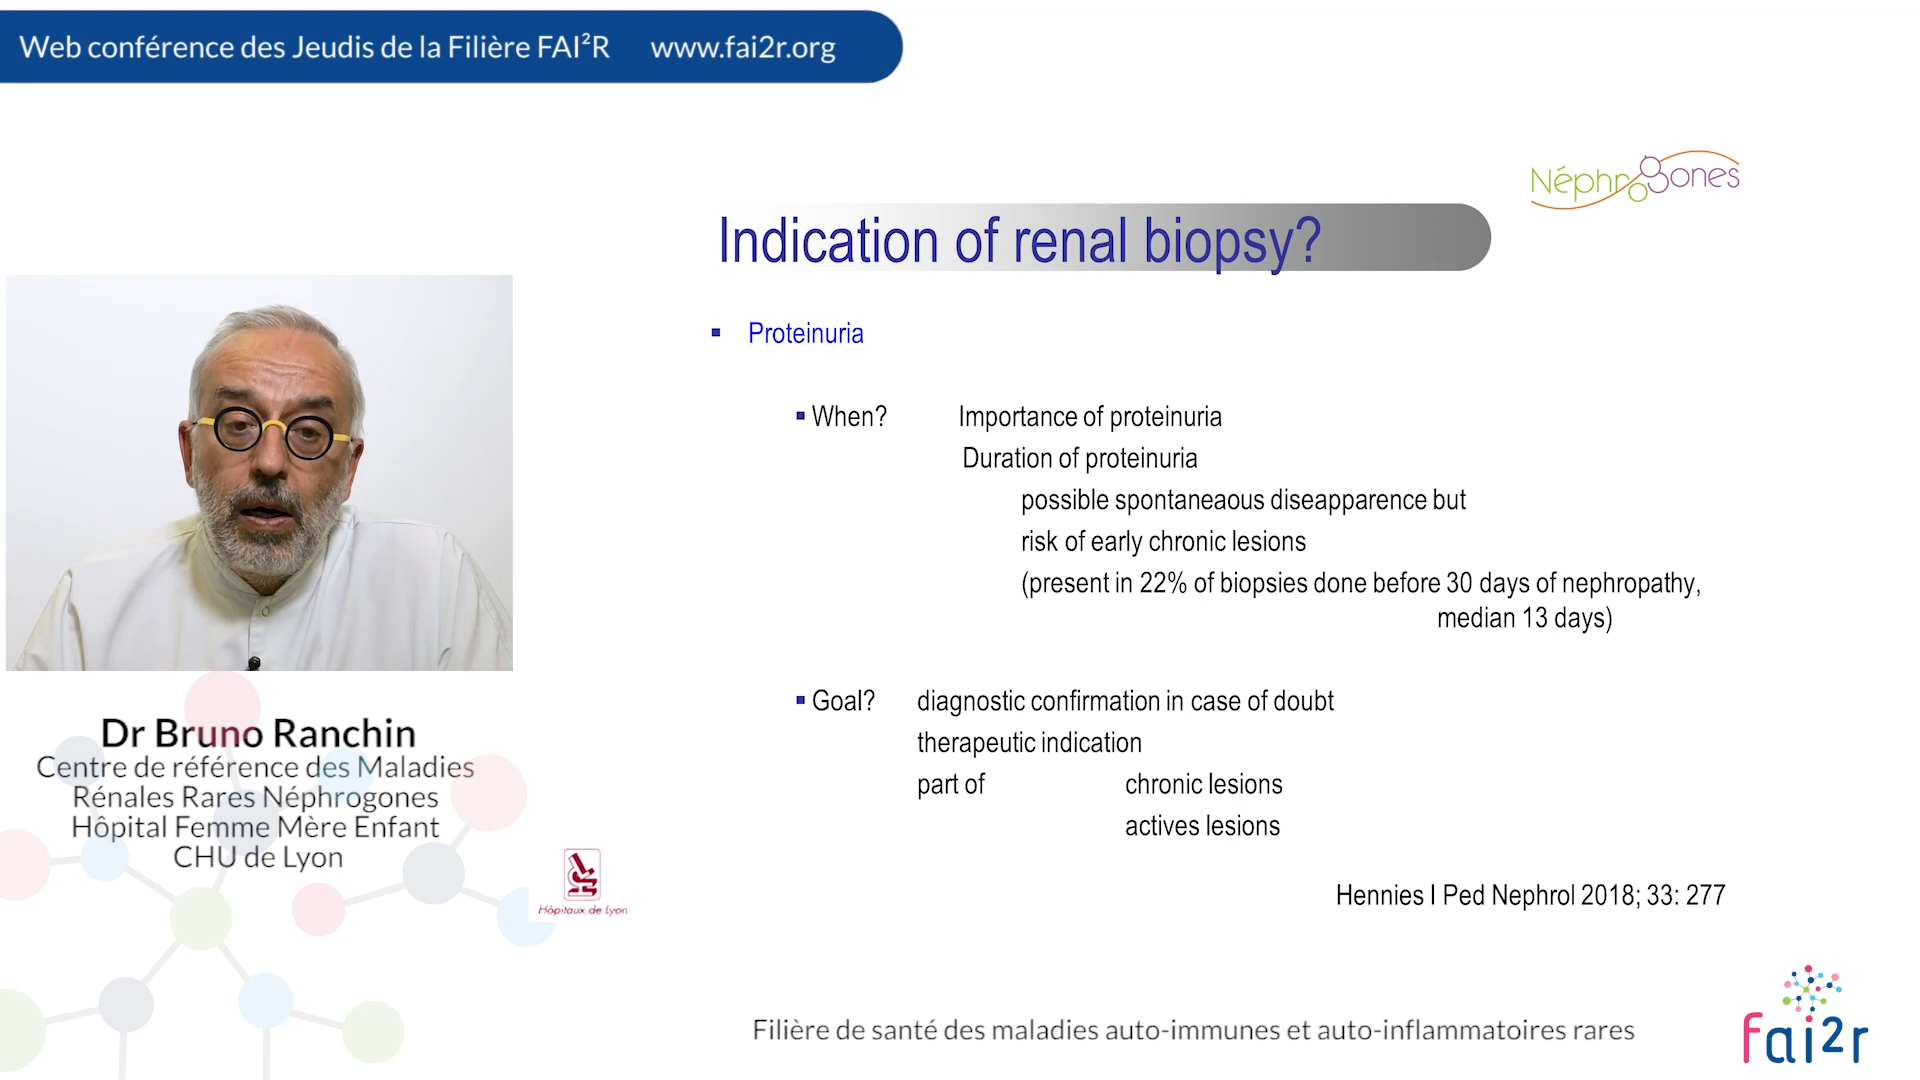 Web conférence des Jeudis de la Filière FAI²R www.fai2r.org
Néphrogones
Indication of renal biopsy?
Proteinuria
When? Importance of proteinuria
Duration of proteinuria
possible spontaneaous diseapparence but
risk of early chronic lesions
(present in 22% of biopsies done before 30 days of nephropathy,
median 13 days)
Goal? diagnostic confirmation in case of doubt
therapeutic indication
part of chronic lesions
actives lesions
Hennies I Ped Nephrol 2018; 33: 277
Dr Bruno Ranchin
Centre de référence des Maladies
Rénales Rares Néphrogones
Hôpital Femme Mère Enfant
CHU de Lyon
Hôpitaux de Lyon
Filière de santé des maladies auto-immunes et auto-inflammatoires rares
fai2r